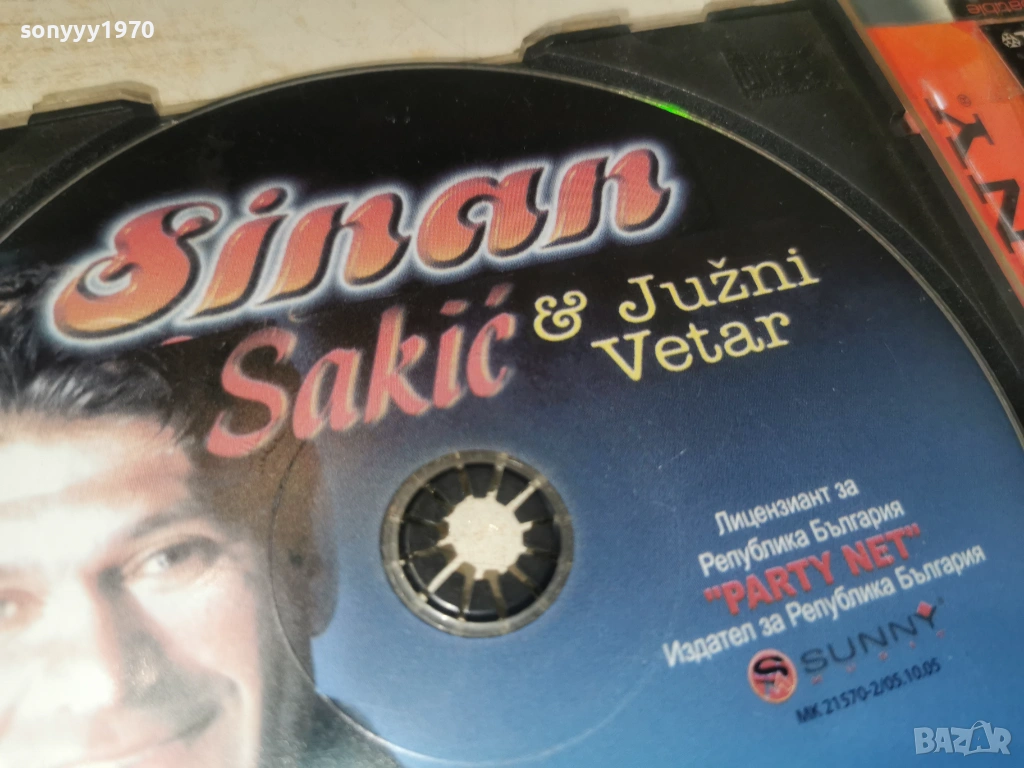 sonyyy1970
Sinan
Sakić
& Južni
Vetar
Лицензиант за
Република България
"PARTY NET"
Издател за Република България
SUNNY
MK 21570-2/05.10.05
BAZAR